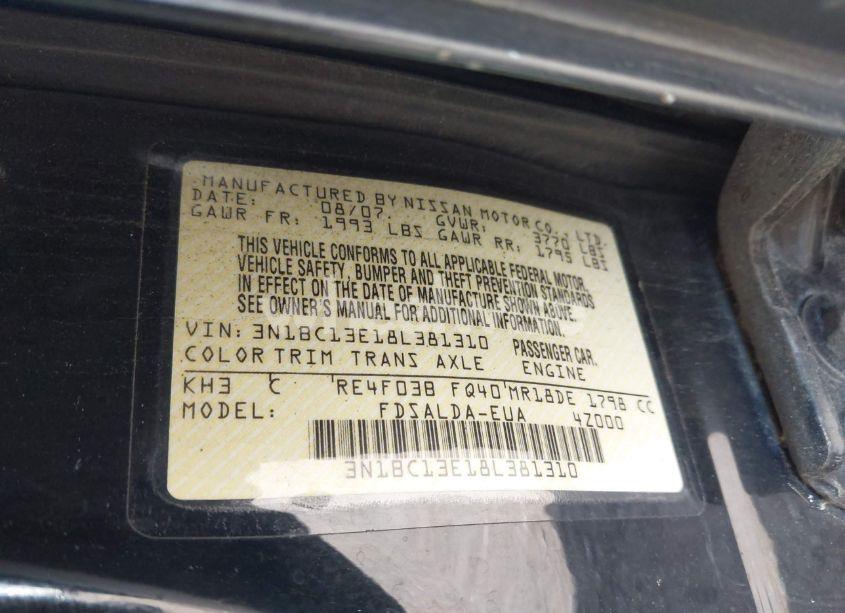 MANUFACTURED BY NISSAN MOTOR CO., LTD.
DATE: 08/07. GVWR: 3770 LBS
GAWR FR: 1993 LBS GAWR RR: 1795 LBS
THIS VEHICLE CONFORMS TO ALL APPLICABLE FEDERAL MOTOR
VEHICLE SAFETY, BUMPER AND THEFT PREVENTION STANDARDS
IN EFFECT ON THE DATE OF MANUFACTURE SHOWN ABOVE.
SEE OWNER'S MANUAL FOR ADDITIONAL INFORMATION.
VIN: 3N1BC13E18L381310 PASSENGER CAR.
COLOR TRIM TRANS AXLE ENGINE
KH3 C RE4F03B FQ40 MR18DE 1798 CC
MODEL: FDSALDA-EUA 4Z000
3N1BC13E18L381310